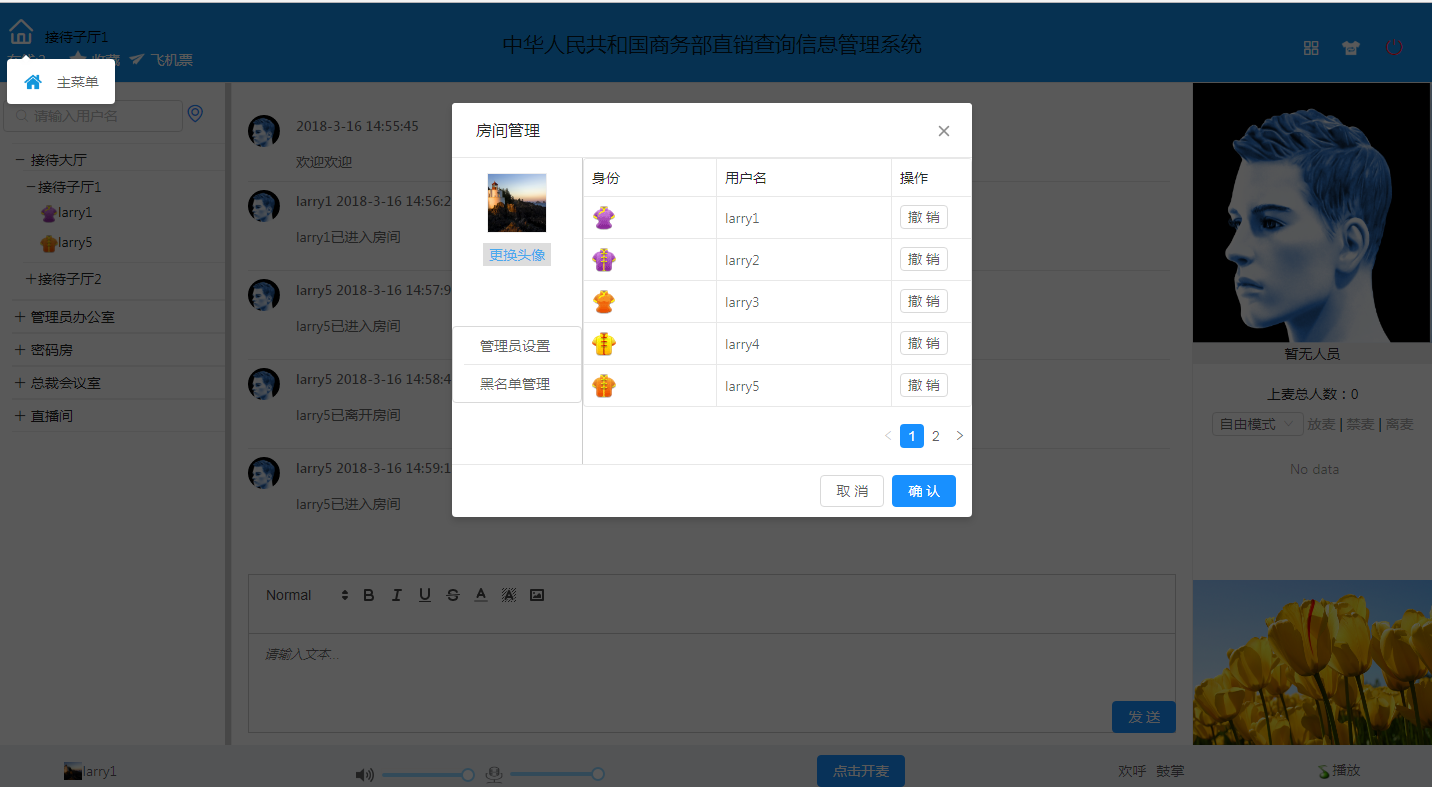 接待子厅1
中华人民共和国商务部直销查询信息管理系统
收藏 飞机票
主菜单
请输入用户名
− 接待大厅
−接待子厅1
larry1
larry5
+接待子厅2
+ 管理员办公室
+ 密码房
+ 总裁会议室
+ 直播间
2018-3-16 14:55:45
欢迎欢迎
larry1 2018-3-16 14:56:2
larry1已进入房间
larry5 2018-3-16 14:57:9
larry5已进入房间
larry5 2018-3-16 14:58:4
larry5已离开房间
larry5 2018-3-16 14:59:1
larry5已进入房间
房间管理
更换头像
管理员设置
黑名单管理
身份 用户名 操作
larry1 撤 销
larry2 撤 销
larry3 撤 销
larry4 撤 销
larry5 撤 销
< 1 2 >
取 消 确 认
Normal B I U S A A
请输入文本...
发 送
暂无人员
上麦总人数：0
自由模式 放麦 | 禁麦 | 离麦
No data
larry1
点击开麦
欢呼 鼓掌
播放